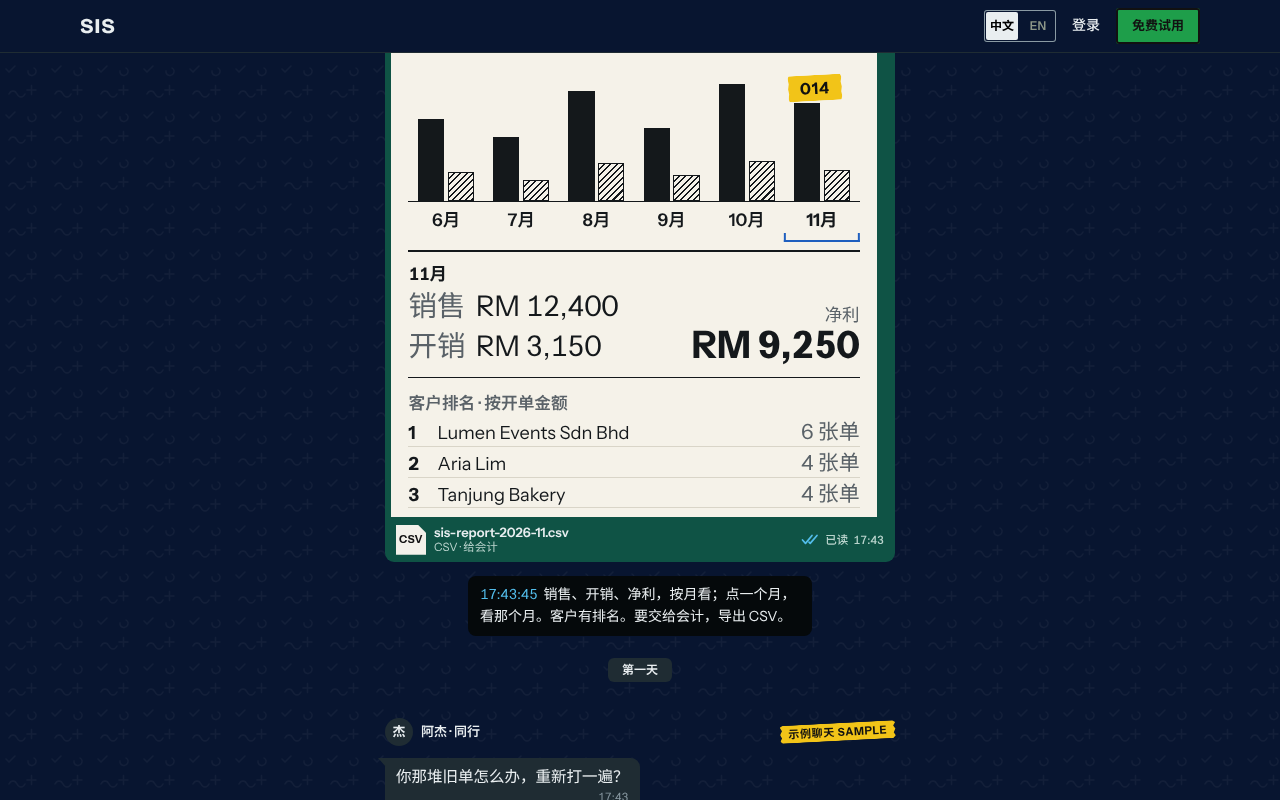 SIS
中文 EN 登录 免费试用
014
6月 7月 8月 9月 10月 11月
11月
销售 RM 12,400
净利
开销 RM 3,150
RM 9,250
客户排名·按开单金额
1 Lumen Events Sdn Bhd 6 张单
2 Aria Lim 4 张单
3 Tanjung Bakery 4 张单
CSV sis-report-2026-11.csv
CSV·给会计
已读 17:43
17:43:45 销售、开销、净利，按月看；点一个月，
看那个月。客户有排名。要交给会计，导出 CSV。
第一天
杰 阿杰·同行
示例聊天 SAMPLE
你那堆旧单怎么办，重新打一遍？
17:43